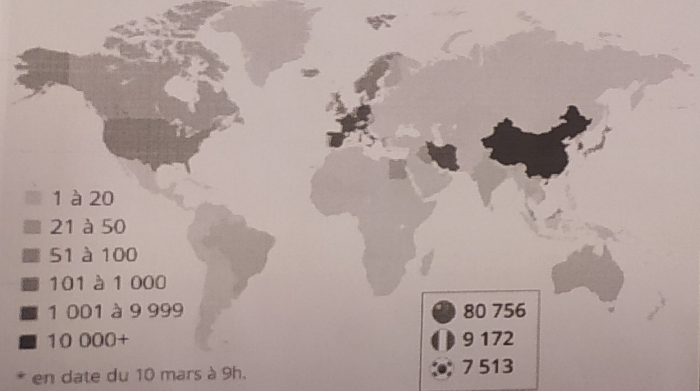 1 à 20
21 à 50
51 à 100
101 à 1 000
1 001 à 9 999
10 000+
* en date du 10 mars à 9h.
80 756
9 172
7 513